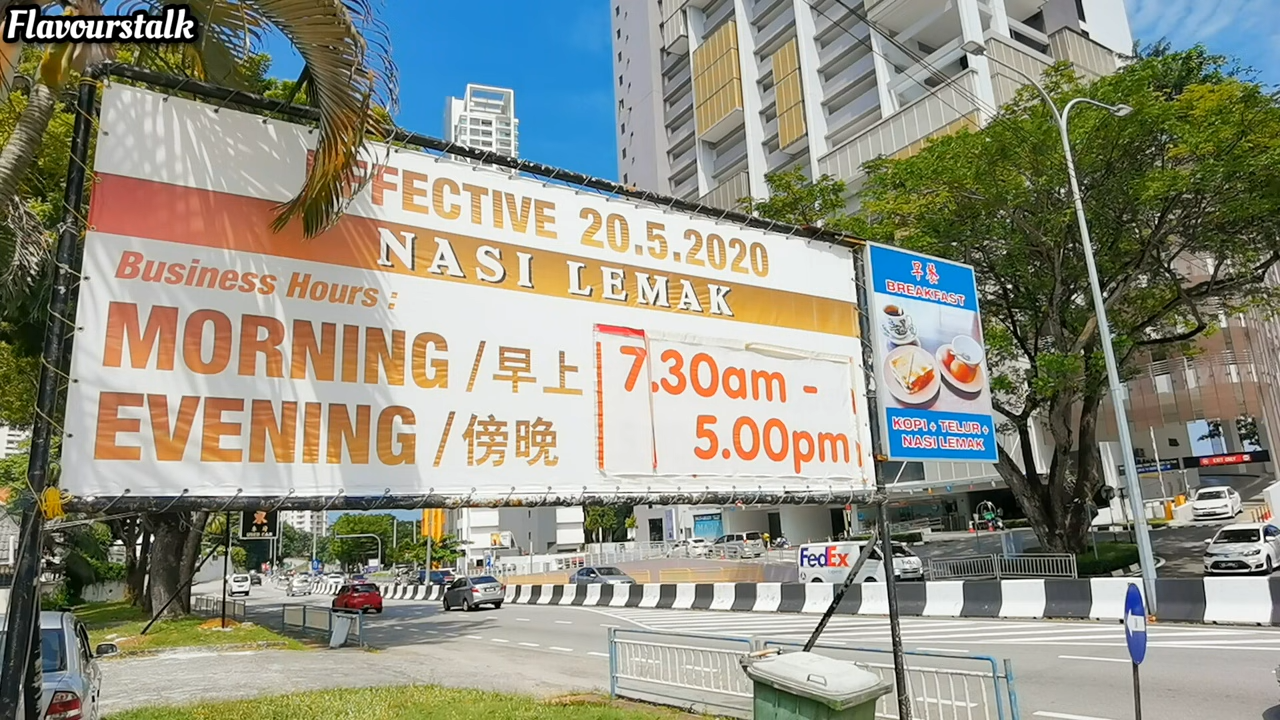 Flavourstalk
EFFECTIVE 20.5.2020
NASI LEMAK
Business Hours :
MORNING / 早上
EVENING / 傍晚
7.30am -
5.00pm
早餐
BREAKFAST
KOPI + TELUR +
NASI LEMAK
FedEx